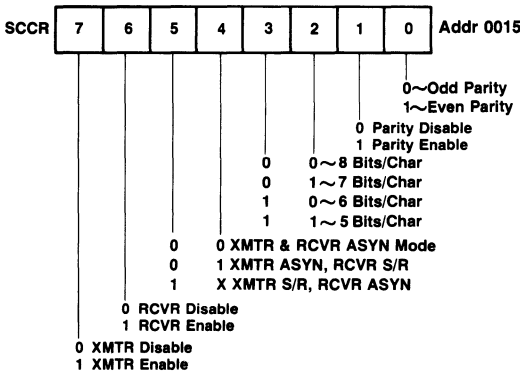 SCCR 7 6 5 4 3 2 1 0 Addr 0015
0~Odd Parity
1~Even Parity
0 Parity Disable
1 Parity Enable
0 0~8 Bits/Char
0 1~7 Bits/Char
1 0~6 Bits/Char
1 1~5 Bits/Char
0 0 XMTR & RCVR ASYN Mode
0 1 XMTR ASYN, RCVR S/R
1 X XMTR S/R, RCVR ASYN
0 RCVR Disable
1 RCVR Enable
0 XMTR Disable
1 XMTR Enable